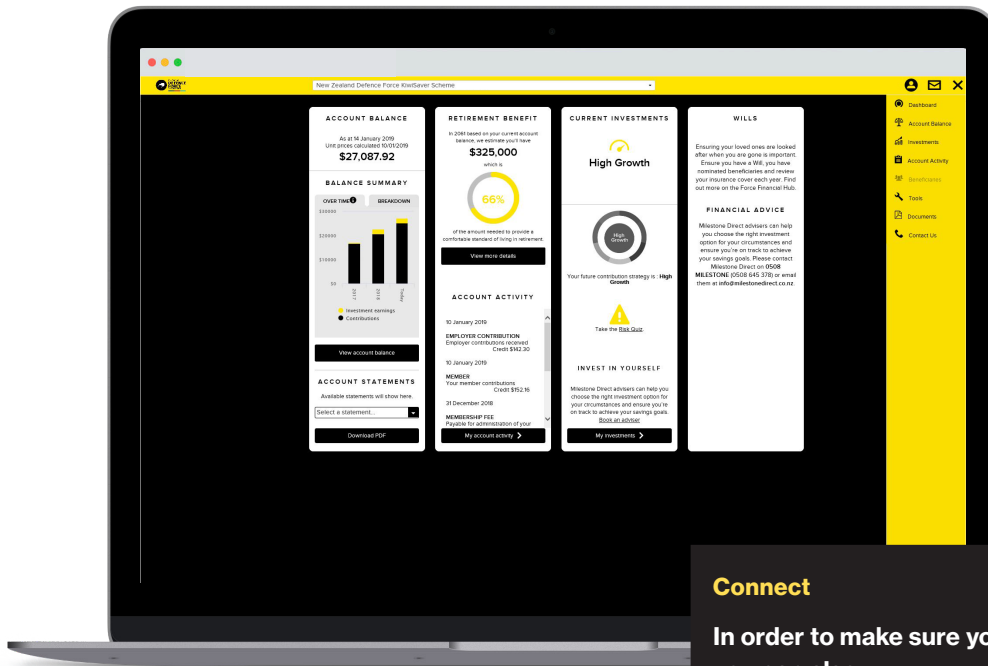 New Zealand Defence Force KiwiSaver Scheme
ACCOUNT BALANCE
As at 14 January 2019
Unit prices calculated 10/01/2019
$27,087.92
BALANCE SUMMARY
OVER TIME
BREAKDOWN
$30000
$20000
$10000
$0
2017
2018
Today
Investment earnings
Contributions
View account balance
ACCOUNT STATEMENTS
Available statements will show here.
Select a statement...
Download PDF
RETIREMENT BENEFIT
In 2061 based on your current account
balance, we estimate you'll have
$325,000
which is
66%
of the amount needed to provide a
comfortable standard of living in retirement.
View more details
ACCOUNT ACTIVITY
10 January 2019
EMPLOYER CONTRIBUTION
Employer contributions received
Credit $142.30
10 January 2019
MEMBER
Your member contributions
Credit $152.16
31 December 2018
MEMBERSHIP FEE
Payable for administration of your
My account activity
CURRENT INVESTMENTS
High Growth
High
Growth
Your future contribution strategy is : High
Growth
Take the Risk Quiz.
INVEST IN YOURSELF
Milestone Direct advisers can help you
choose the right investment option for
your circumstances and ensure you're
on track to achieve your savings goals.
Book an adviser
My investments
WILLS
Ensuring your loved ones are looked
after when you are gone is important.
Ensure you have a Will, you have
nominated beneficiaries and review
your insurance cover each year. Find
out more on the Force Financial Hub.
FINANCIAL ADVICE
Milestone Direct advisers can help
you choose the right investment
option for your circumstances and
ensure you're on track to achieve
your savings goals. Please contact
Milestone Direct on 0508
MILESTONE (0508 645 378) or email
them at info@milestonedirect.co.nz.
Dashboard
Account Balance
Investments
Account Activity
Beneficiaries
Tools
Documents
Contact Us
Connect
In order to make sure yo